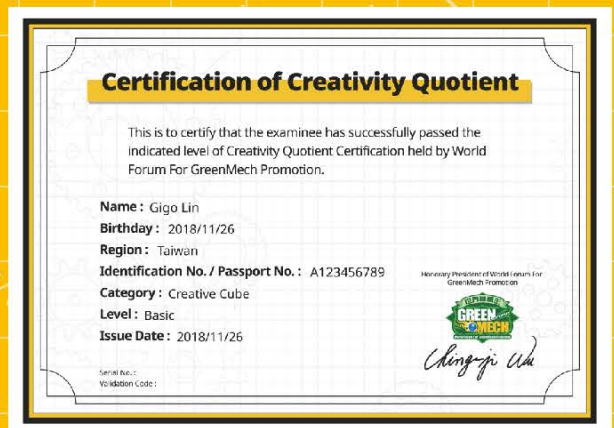 Certification of Creativity Quotient
This is to certify that the examinee has successfully passed the
indicated level of Creativity Quotient Certification held by World
Forum For GreenMech Promotion.
Name : Gigo Lin
Birthday : 2018/11/26
Region : Taiwan
Identification No. / Passport No. : A123456789
Category : Creative Cube
Level : Basic
Issue Date : 2018/11/26
Honorary President of World Forum For
GreenMech Promotion
GREEN
MECH
Serial No. :
Validation Code :